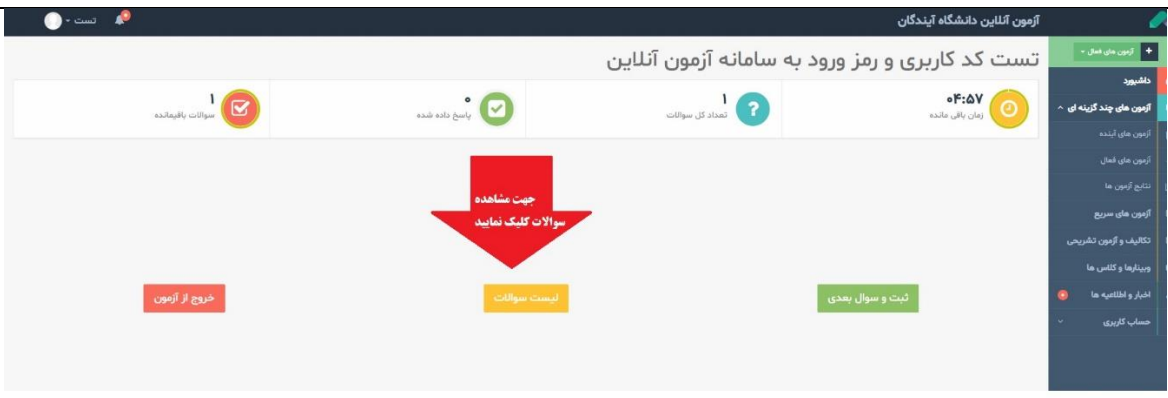 آزمون آنلاین دانشگاه آیندگان
تست
آزمون های فعال
داشبورد
آزمون های چند گزینه ای
آزمون های آینده
آزمون های فعال
نتایج آزمون ها
آزمون های سریع
تکالیف و آزمون تشریحی
وبینارها و کلاس ها
اخبار و اطلاعیه ها
حساب کاربری
تست کد کاربری و رمز ورود به سامانه آزمون آنلاین
۰۴:۵۷
زمان باقی مانده
۱
تعداد کل سوالات
۰
پاسخ داده شده
۱
سوالات باقیمانده
جهت مشاهده
سوالات کلیک نمایید
ثبت و سوال بعدی
لیست سوالات
خروج از آزمون